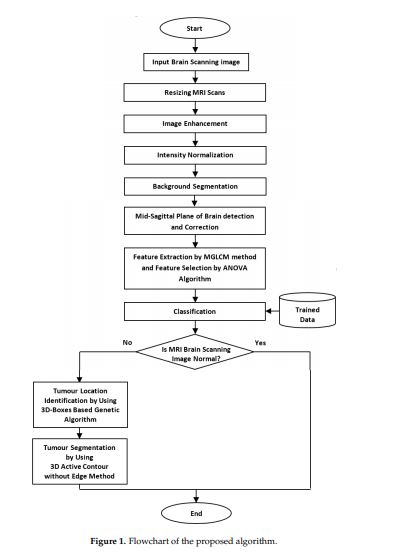 Start
Input Brain Scanning image
Resizing MRI Scans
Image Enhancement
Intensity Normalization
Background Segmentation
Mid-Sagittal Plane of Brain detection
and Correction
Feature Extraction by MGLCM method
and Feature Selection by ANOVA
Algorithm
Classification
Trained
Data
No
Is MRI Brain Scanning
Image Normal?
Yes
Tumour Location
Identification by Using
3D-Boxes Based Genetic
Algorithm
Tumour Segmentation
by Using
3D Active Contour
without Edge Method
End
Figure 1. Flowchart of the proposed algorithm.